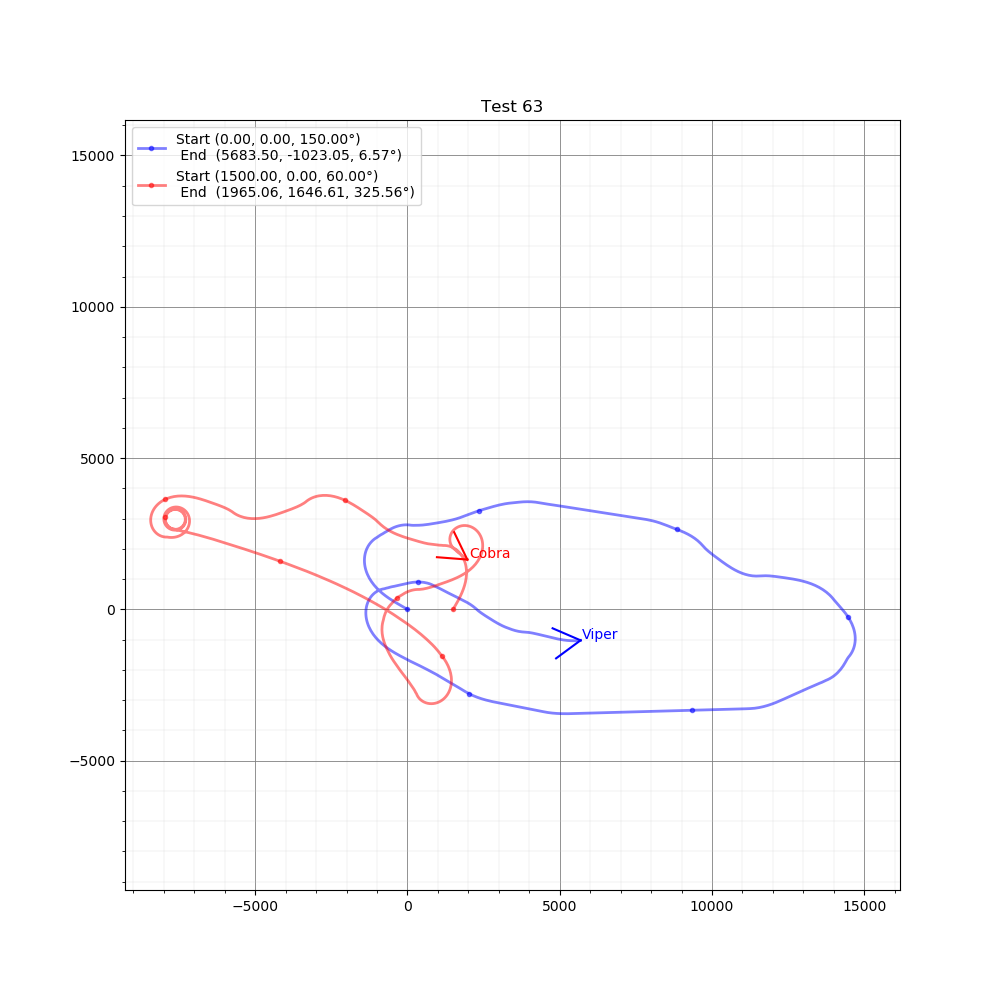 Test 63
Start (0.00, 0.00, 150.00°)
End  (5683.50, -1023.05, 6.57°)
Start (1500.00, 0.00, 60.00°)
End  (1965.06, 1646.61, 325.56°)
15000
10000
5000
0
−5000
Cobra
Viper
−5000
0
5000
10000
15000